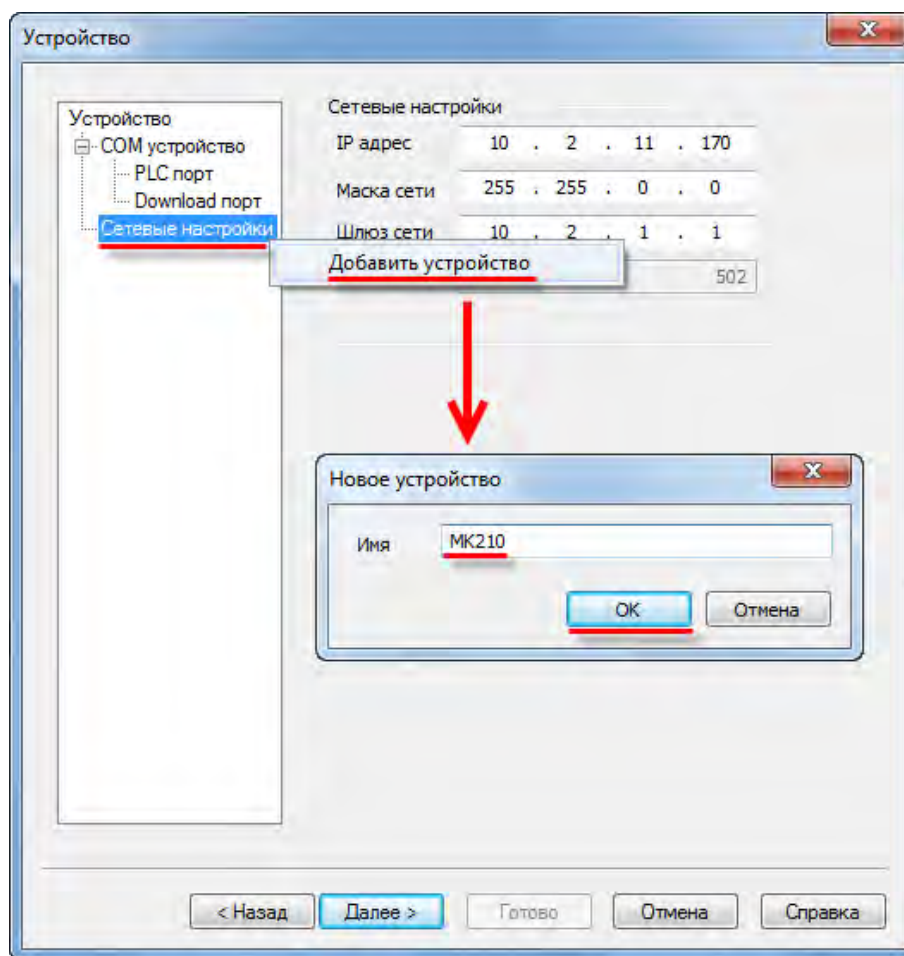 Устройство
Устройство
COM устройство
PLC порт
Download порт
Сетевые настройки
Сетевые настройки
IP адрес 10 . 2 . 11 . 170
Маска сети 255 . 255 . 0 . 0
Шлюз сети 10 . 2 . 1 . 1
Добавить устройство
502
Новое устройство
Имя MK210
OK Отмена
< Назад Далее > Готово Отмена Справка